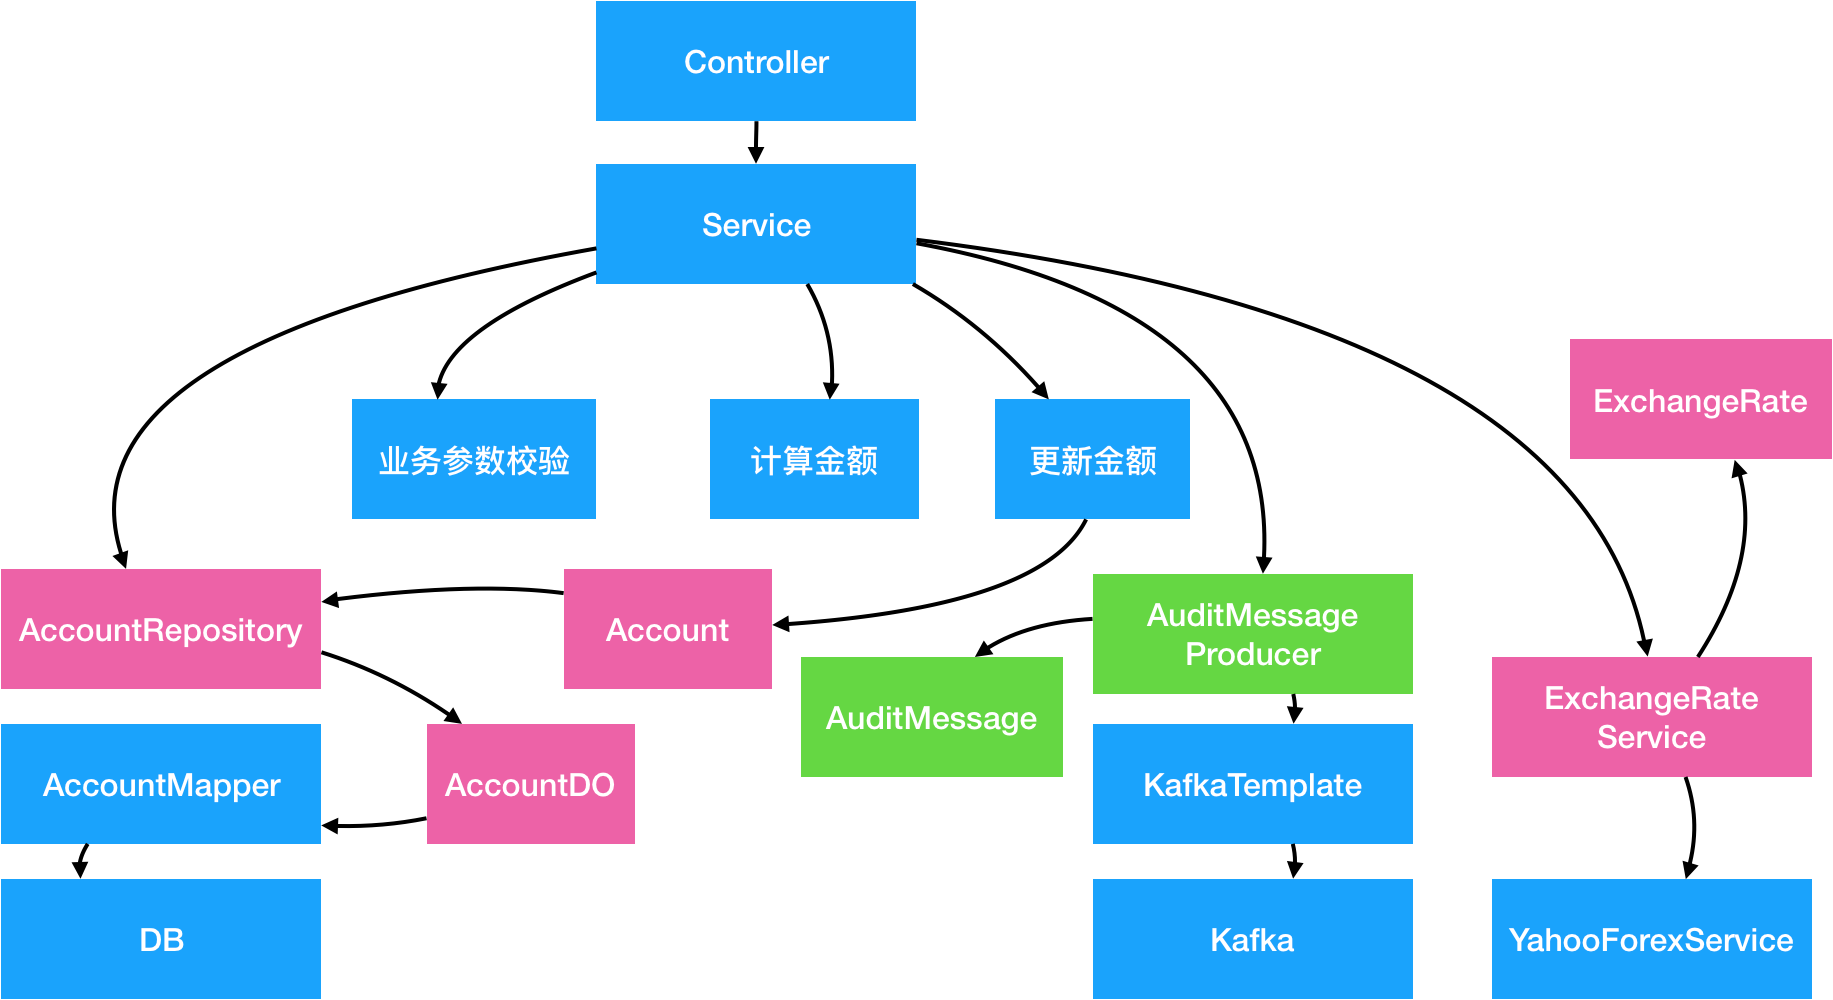 Controller
Service
ExchangeRate
业务参数校验
计算金额
更新金额
AccountRepository
Account
AuditMessage
Producer
AuditMessage
ExchangeRate
Service
AccountMapper
AccountDO
KafkaTemplate
DB
Kafka
YahooForexService